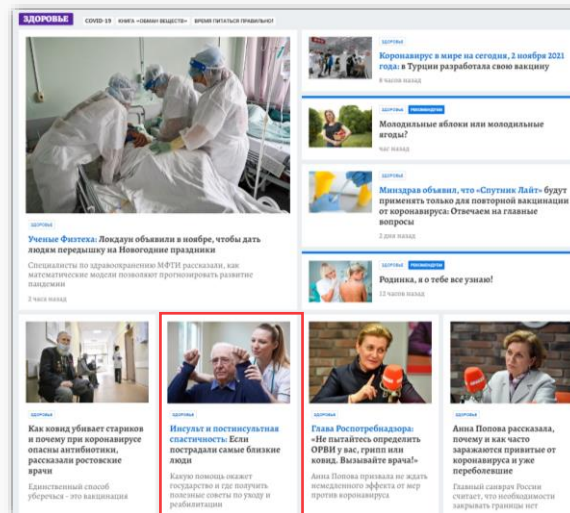 ЗДОРОВЬЕ
COVID-19
КНИГА «ОБМАН ВЕЩЕСТВ»
ВРЕМЯ ПИТАТЬСЯ ПРАВИЛЬНО!
ЗДОРОВЬЕ
Ученые Физтеха: Локдаун объявили в ноябре, чтобы дать
людям передышку на Новогодние праздники
Специалисты по здравоохранению МФТИ рассказали, как
математические модели позволяют прогнозировать развитие
пандемии
2 часа назад
ЗДОРОВЬЕ
Коронавирус в мире на сегодня, 2 ноября 2021
года: в Турции разработала свою вакцину
8 часов назад
ЗДОРОВЬЕ РЕКОМЕНДУЕМ
Молодильные яблоки или молодильные
ягоды?
час назад
ЗДОРОВЬЕ
Минздрав объявил, что «Спутник Лайт» будут
применять только для повторной вакцинации
от коронавируса: Отвечаем на главные
вопросы
2 дня назад
ЗДОРОВЬЕ РЕКОМЕНДУЕМ
Родинка, я о тебе все узнаю!
12 часов назад
ЗДОРОВЬЕ
Как ковид убивает стариков
и почему при коронавирусе
опасны антибиотики,
рассказали ростовские
врачи
Единственный способ
уберечься - это вакцинация
ЗДОРОВЬЕ
Инсульт и постинсультная
спастичность: Если
пострадали самые близкие
люди
Какую помощь окажет
государство и где получить
полезные советы по уходу и
реабилитации
ЗДОРОВЬЕ
Глава Роспотребнадзора:
«Не пытайтесь определить
ОРВИ у вас, грипп или
ковид. Вызывайте врача!»
Анна Попова призвала не ждать
немедленного эффекта от мер
против коронавируса
ЗДОРОВЬЕ
Анна Попова рассказала,
почему и как часто
заражаются привитые от
коронавируса и уже
переболевшие
Главный санврач России
считает, что необходимости
закрывать границы нет